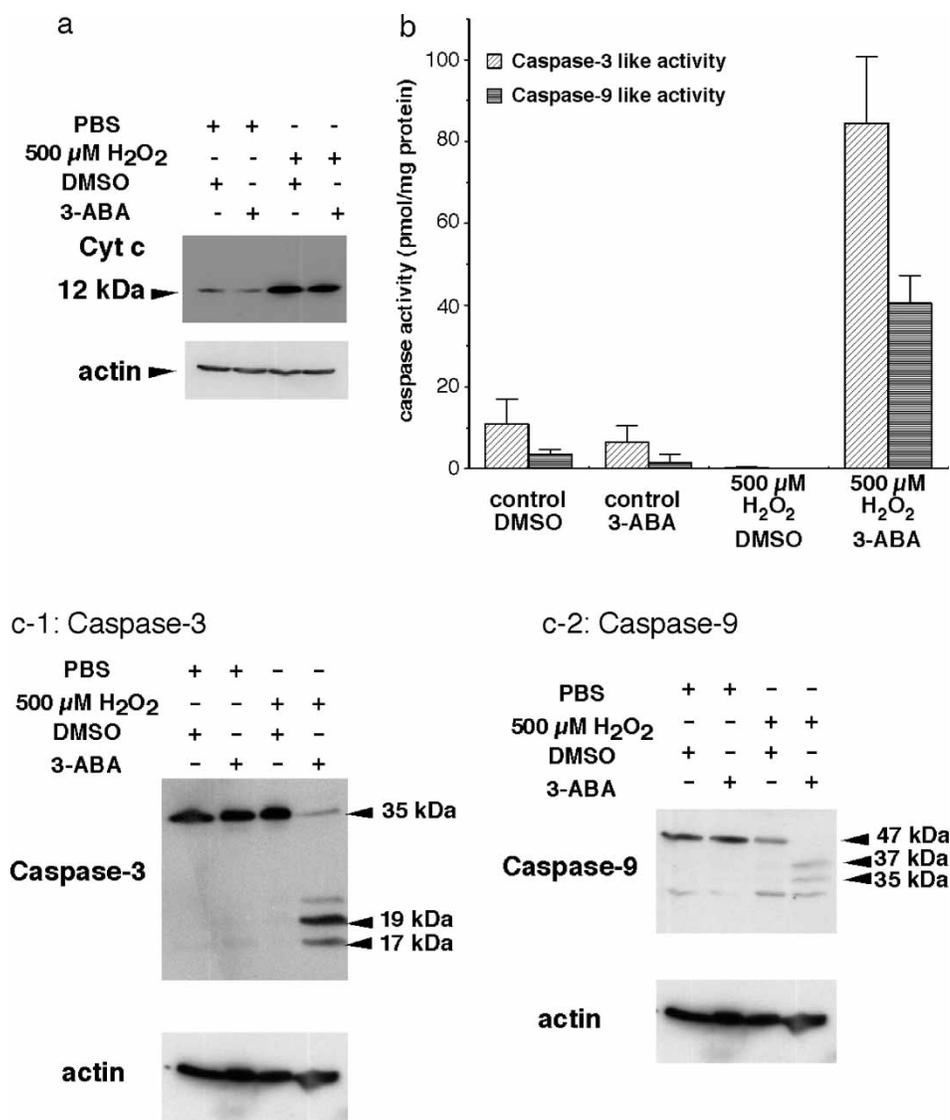 a
PBS + + - -
500 µM H₂O₂ - - + +
DMSO + - + -
3-ABA - + - +
Cyt c
12 kDa
actin
b
caspase activity (pmol/mg protein)
100
80
60
40
20
0
Caspase-3 like activity
Caspase-9 like activity
control DMSO
control 3-ABA
500 µM H₂O₂ DMSO
500 µM H₂O₂ 3-ABA
c-1: Caspase-3
PBS + + - -
500 µM H₂O₂ - - + +
DMSO + - + -
3-ABA - + - +
Caspase-3
35 kDa
19 kDa
17 kDa
actin
c-2: Caspase-9
PBS + + - -
500 µM H₂O₂ - - + +
DMSO + - + -
3-ABA - + - +
Caspase-9
47 kDa
37 kDa
35 kDa
actin